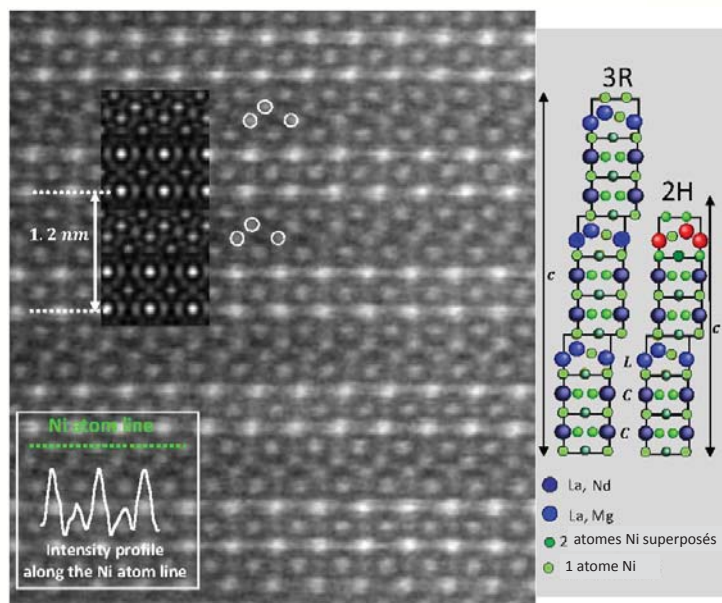 1.2 nm
Ni atom line
Intensity profile
along the Ni atom line
3R
2H
c
c
L
C
C
La, Nd
La, Mg
2 atomes Ni superposés
1 atome Ni